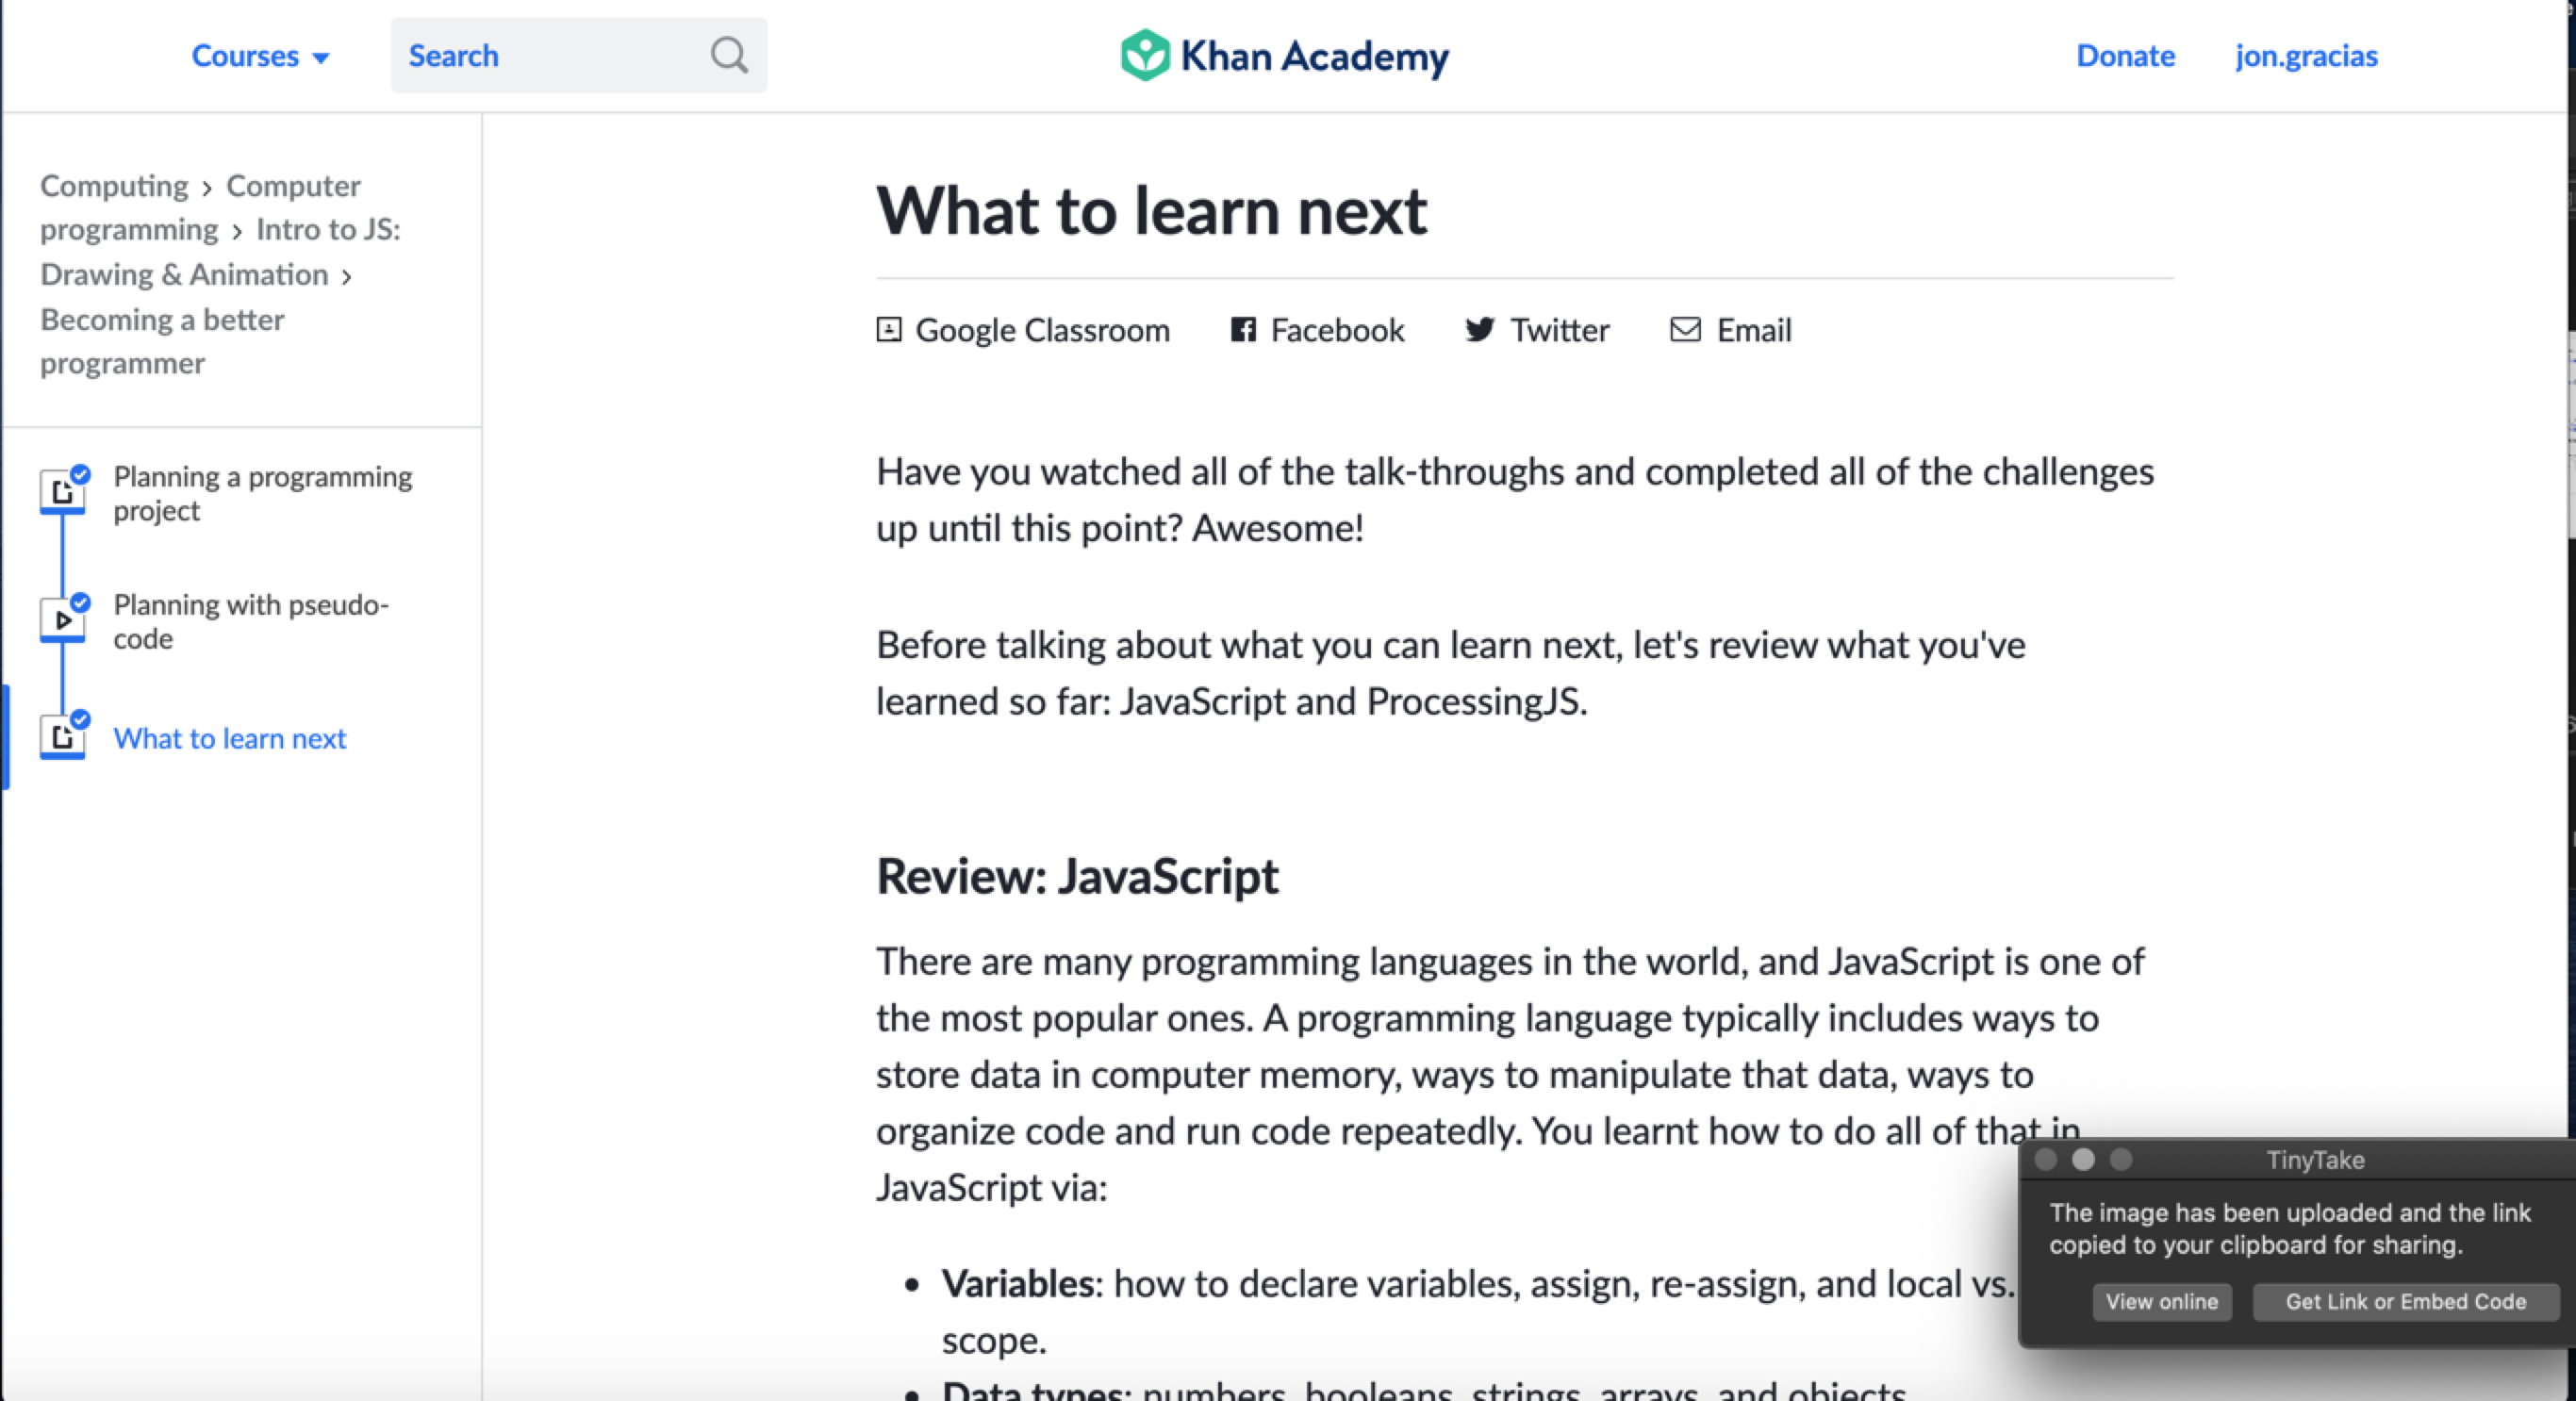 Courses
Search
Khan Academy
Donate
jon.gracias
Computing › Computer
programming › Intro to JS:
Drawing & Animation ›
Becoming a better
programmer
Planning a programming
project
Planning with pseudo-
code
What to learn next
What to learn next
Google Classroom
Facebook
Twitter
Email
Have you watched all of the talk-throughs and completed all of the challenges
up until this point? Awesome!
Before talking about what you can learn next, let's review what you've
learned so far: JavaScript and ProcessingJS.
Review: JavaScript
There are many programming languages in the world, and JavaScript is one of
the most popular ones. A programming language typically includes ways to
store data in computer memory, ways to manipulate that data, ways to
organize code and run code repeatedly. You learnt how to do all of that in
JavaScript via:
• Variables: how to declare variables, assign, re-assign, and local vs.
scope.
• Data types: numbers, booleans, strings, arrays, and objects
TinyTake
The image has been uploaded and the link
copied to your clipboard for sharing.
View online
Get Link or Embed Code